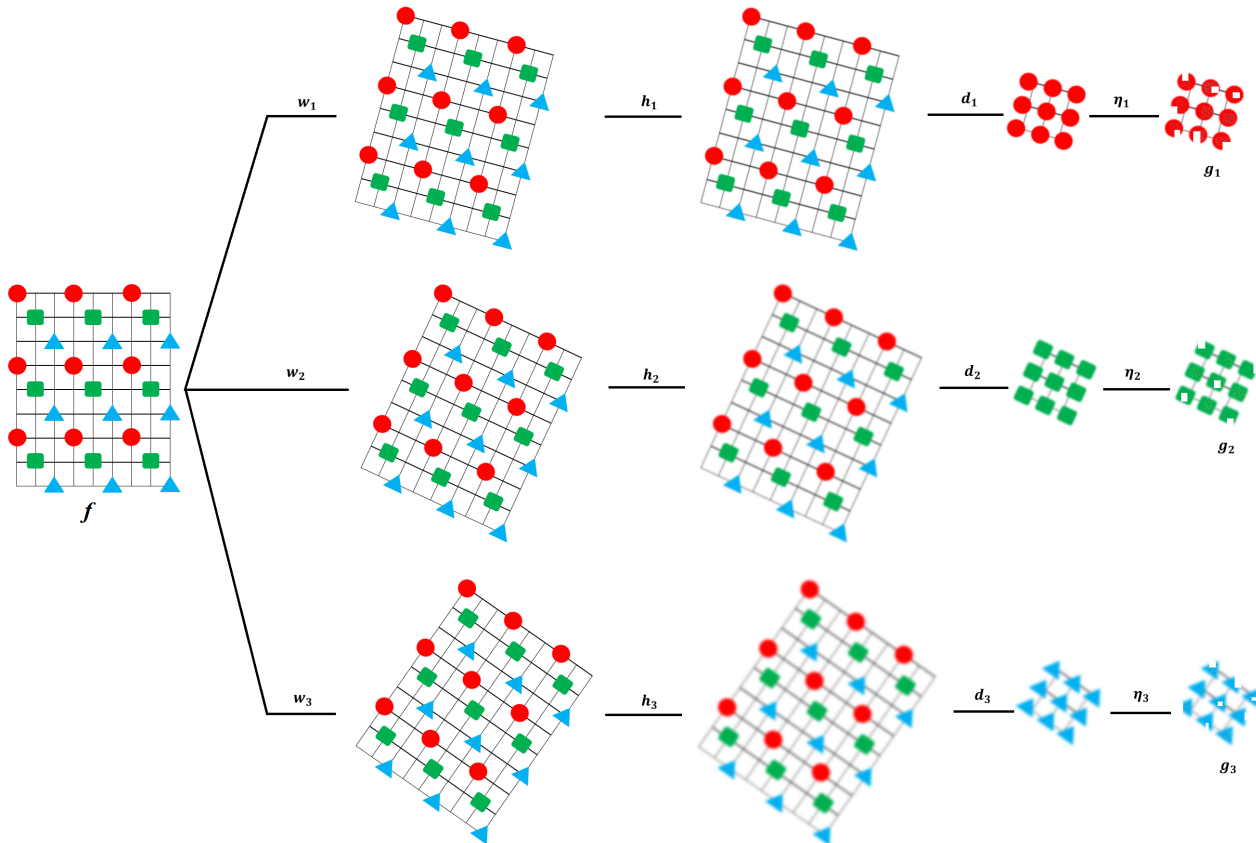 w₁ h₁ d₁ η₁
g₁
w₂ h₂ d₂ η₂
g₂
f
w₃ h₃ d₃ η₃
g₃